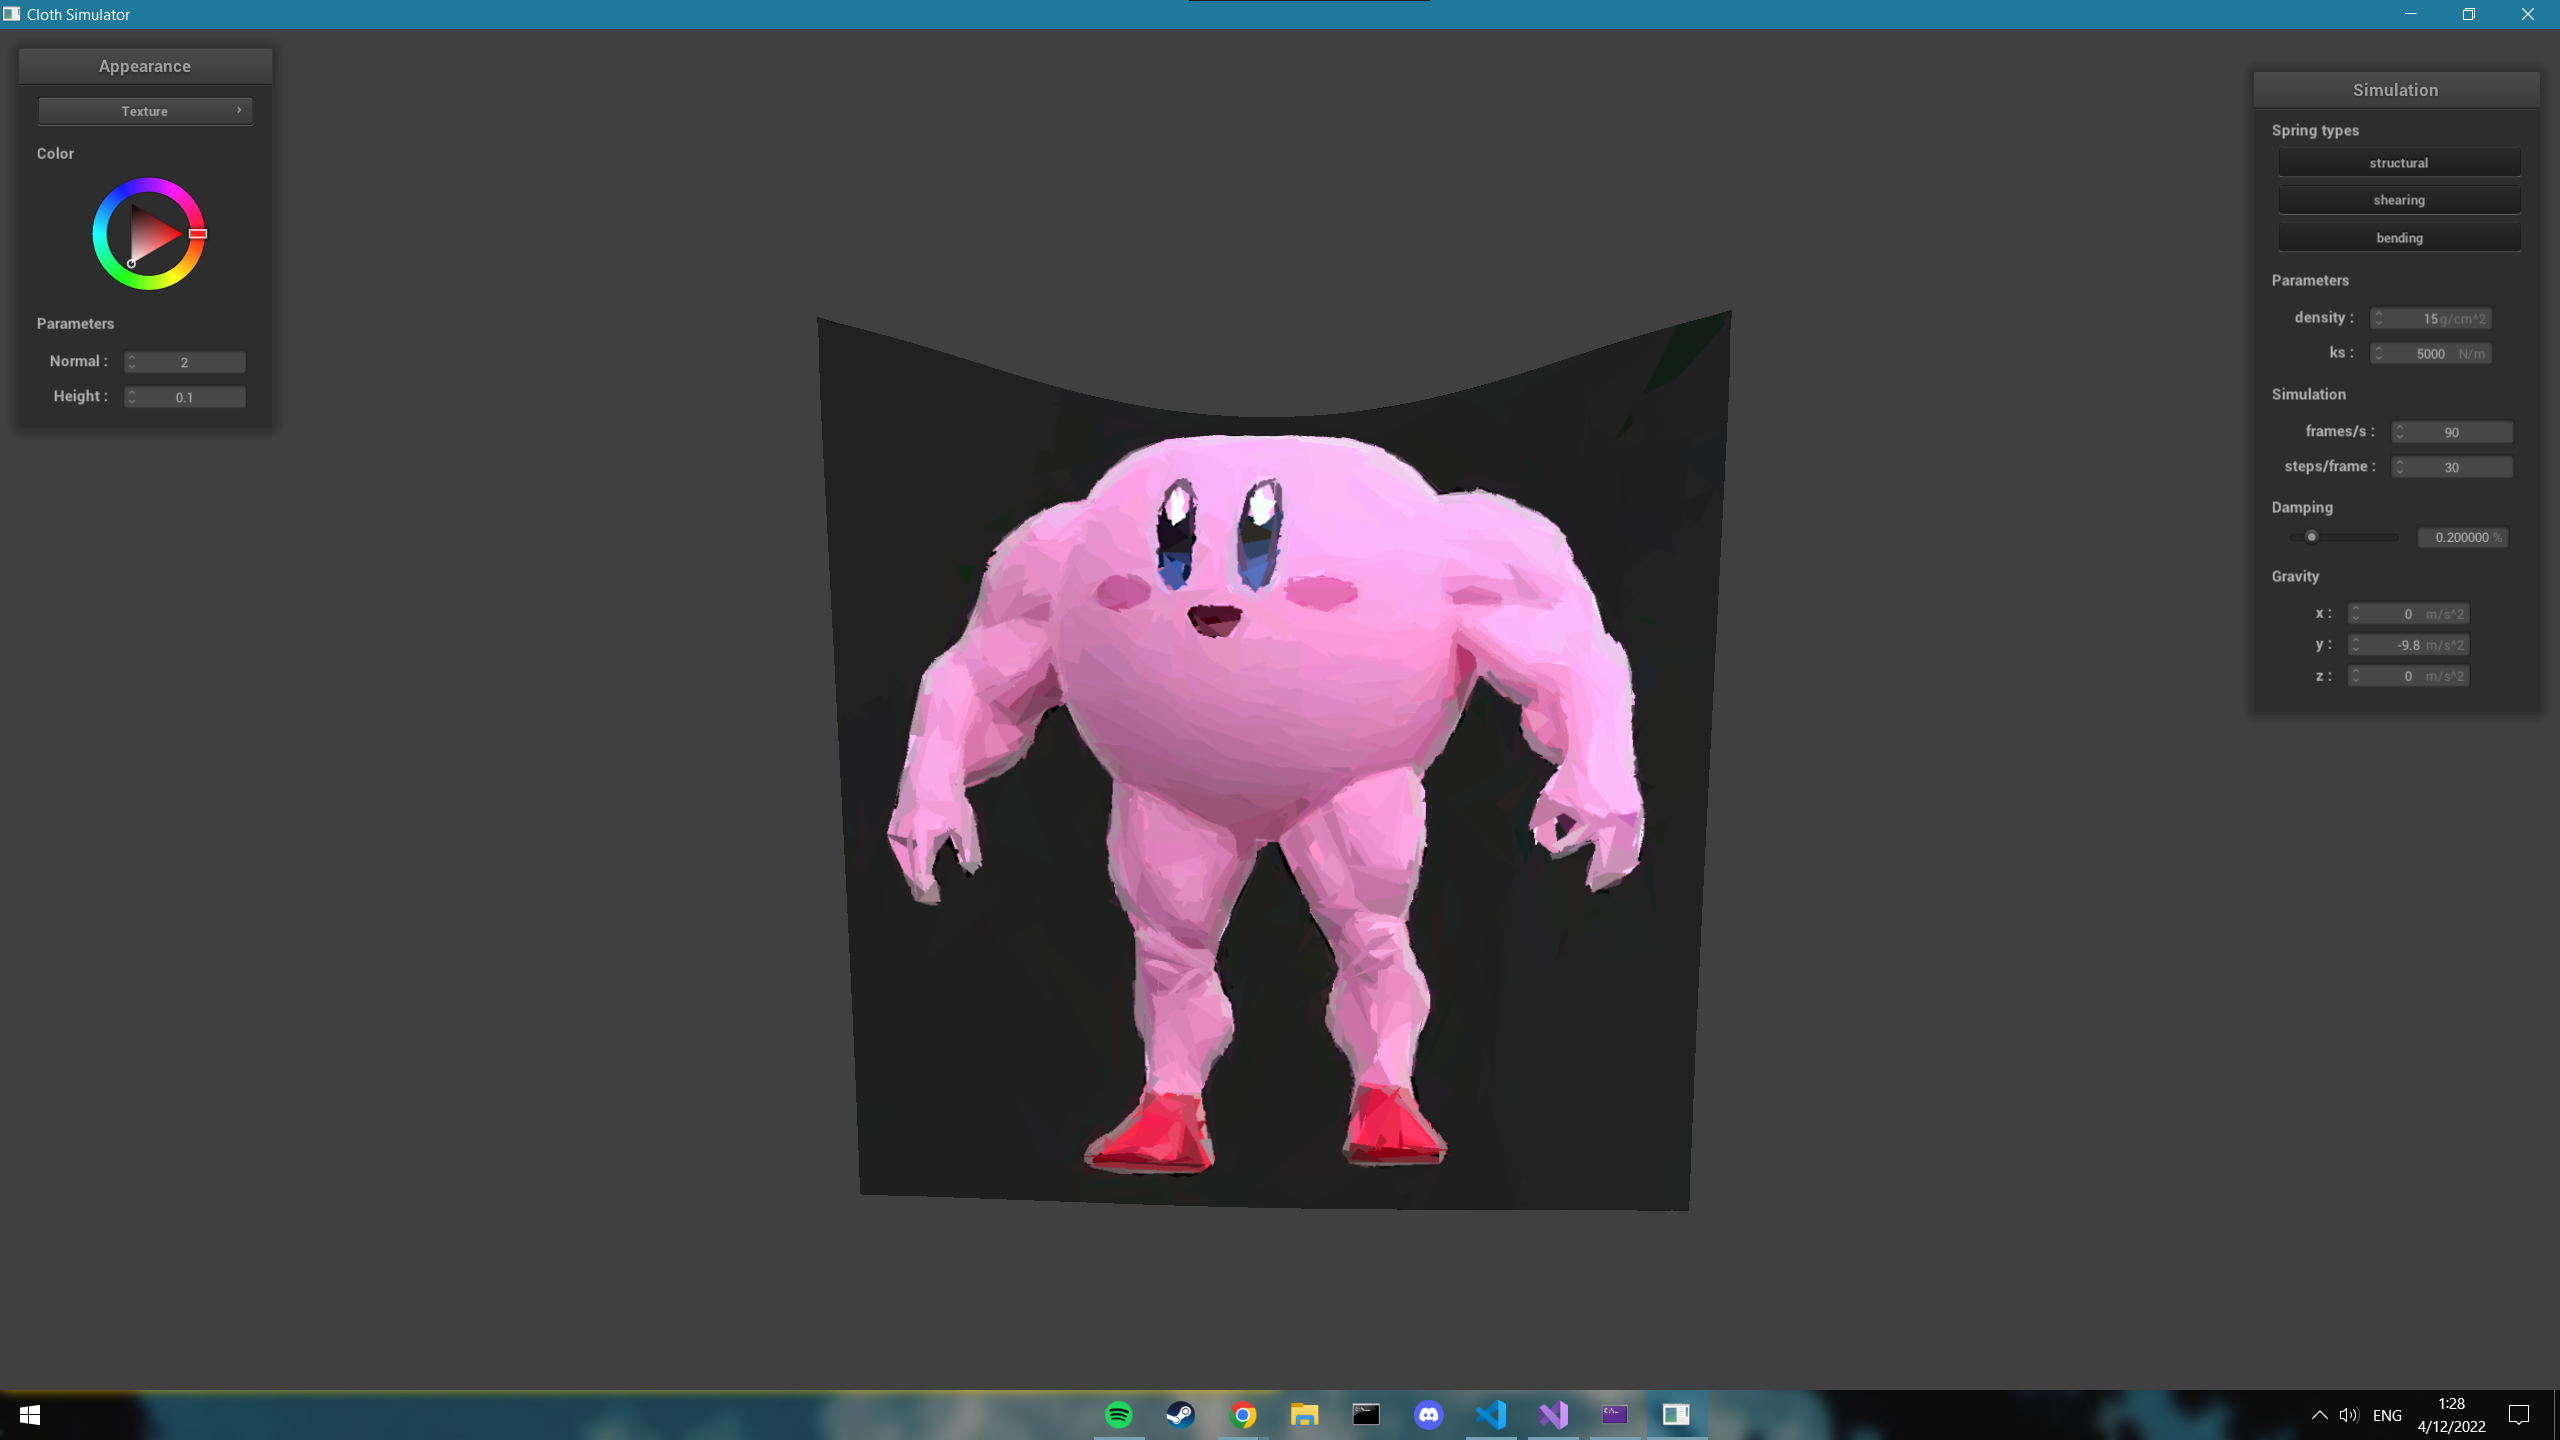 Cloth Simulator
Appearance
Texture
Color
Parameters
Normal : 2
Height : 0.1
Simulation
Spring types
structural
shearing
bending
Parameters
density : 15 g/cm^2
ks : 5000 N/m
Simulation
frames/s : 90
steps/frame : 30
Damping
0.200000 %
Gravity
x : 0 m/s^2
y : -9.8 m/s^2
z : 0 m/s^2
ENG
1:28
4/12/2022